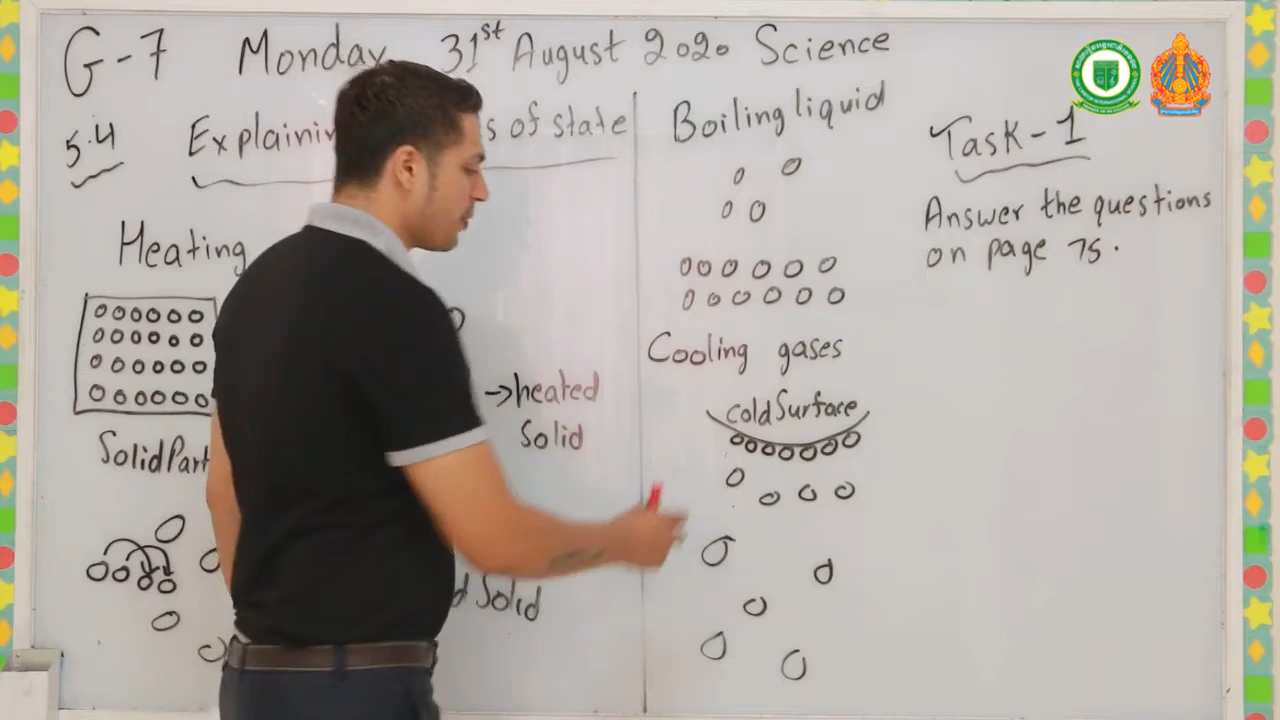 G-7 Monday 31st August 2020 Science
5.4 Explainin s of state
Heating
Solid Part
→heated
Solid
d Solid
Boiling liquid
Cooling gases
Cold Surface
Task-1
Answer the questions
on page 75.